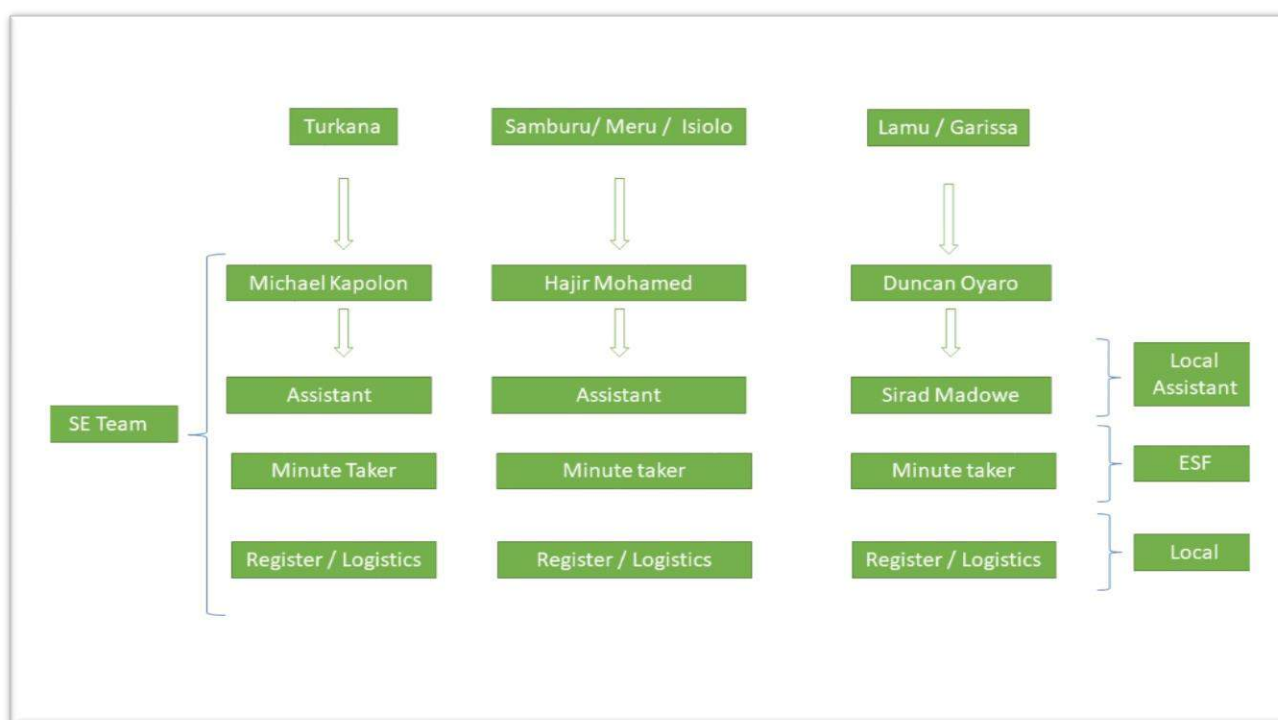 Turkana
Samburu/ Meru / Isiolo
Lamu / Garissa
Michael Kapolon
Hajir Mohamed
Duncan Oyaro
Local
Assistant
Assistant
Assistant
Sirad Madowe
SE Team
Minute Taker
Minute taker
Minute taker
ESF
Register / Logistics
Register / Logistics
Register / Logistics
Local